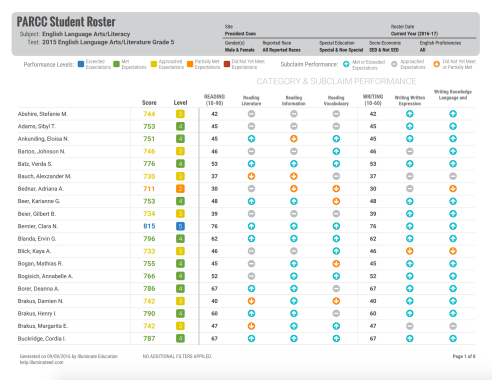 PARCC Student Roster
Subject: English Language Arts/Literacy
Test: 2015 English Language Arts/Literature Grade 5
Site
Provident Conn
Roster Date
Current Year (2016-17)
Gender(s)
Male & Female
Reported Race
All Reported Races
Special Education
Special & Non Special
Socio-Economic
SED & Not SED
English Proficiencies
All
Performance Levels: Exceeded Expectations Met Expectations Approached Expectations Partially Met Expectations Did Not Yet Meet Expectations
Subclaim Performance: Met or Exceeded Expectations Approached Expectations Did Not Yet Meet or Partially Met
CATEGORY & SUBCLAIM PERFORMANCE
Score Level READING (10-90) Reading Literature Reading Information Reading Vocabulary WRITING (10-60) Writing Written Expression Writing Knowledge Language and
Abshire, Stefanie M. 744 3 42 42
Adams, Sibyl T. 753 4 45 45
Ankunding, Eloisa N. 751 4 45 45
Barton, Johnson N. 746 3 46 46
Batz, Verda S. 776 4 53 53
Bauch, Alexzander M. 730 3 37 37
Bednar, Adriana A. 711 2 30 30
Beer, Karianne G. 753 4 48 48
Beier, Gilbert B. 734 3 39 39
Bernier, Clara N. 815 5 76 76
Blanda, Ervin G. 796 4 62 62
Blick, Kaya A. 733 3 46 46
Bogan, Mathias R. 755 4 45 45
Bogisich, Annabelle A. 766 4 52 52
Borer, Deanna A. 786 4 67 67
Brakus, Damien N. 742 3 40 40
Brakus, Henry I. 790 4 60 60
Brakus, Margarita E. 742 3 47 47
Buckridge, Cordia I. 787 4 67 67
Generated on 09/08/2016 by Illuminate Education
help.illuminateed.com
NO ADDITIONAL FILTERS APPLIED.
Page 1 of 8